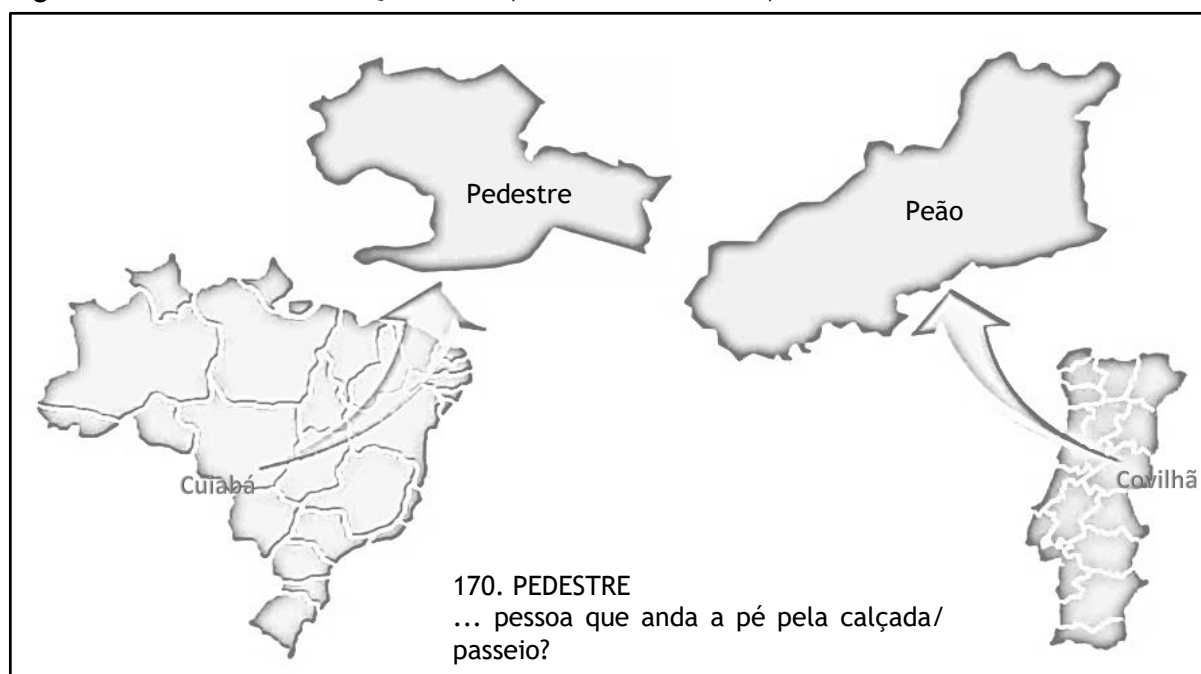 Pedestre
Peão
Cuiabá
Covilhã
170. PEDESTRE
... pessoa que anda a pé pela calçada/
passeio?